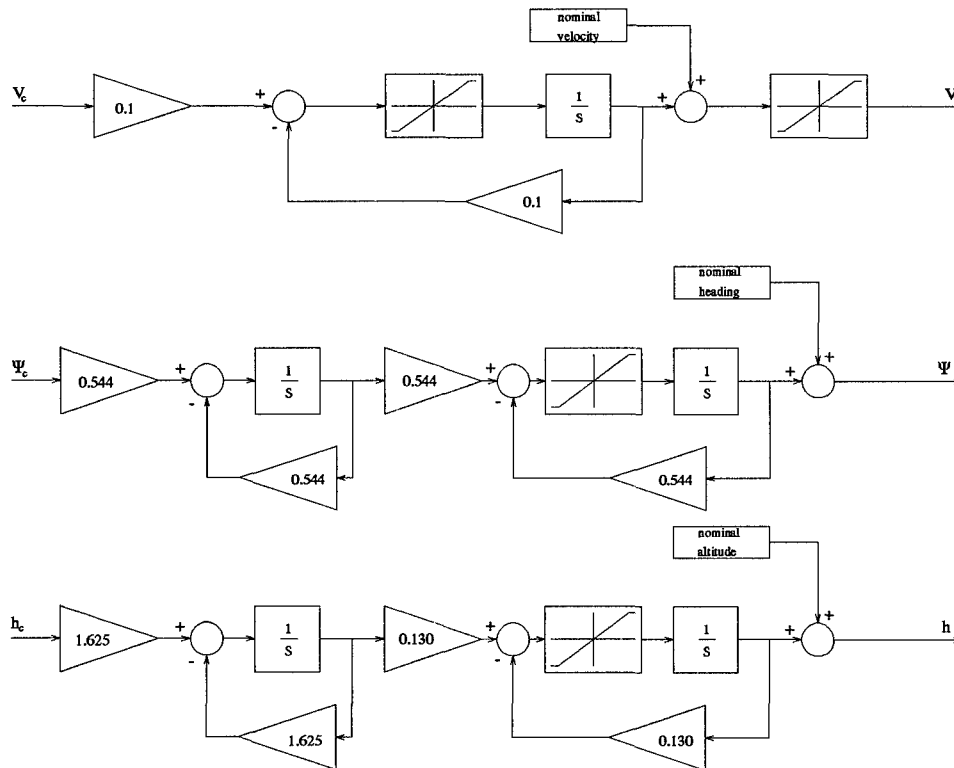 nominal
velocity
V_c
0.1
+
-
1
S
+
+
V
0.1
nominal
heading
Ψ_c
0.544
+
-
1
S
0.544
+
-
1
S
+
+
Ψ
0.544
0.544
nominal
altitude
h_c
1.625
+
-
1
S
0.130
+
-
1
S
+
+
h
1.625
0.130